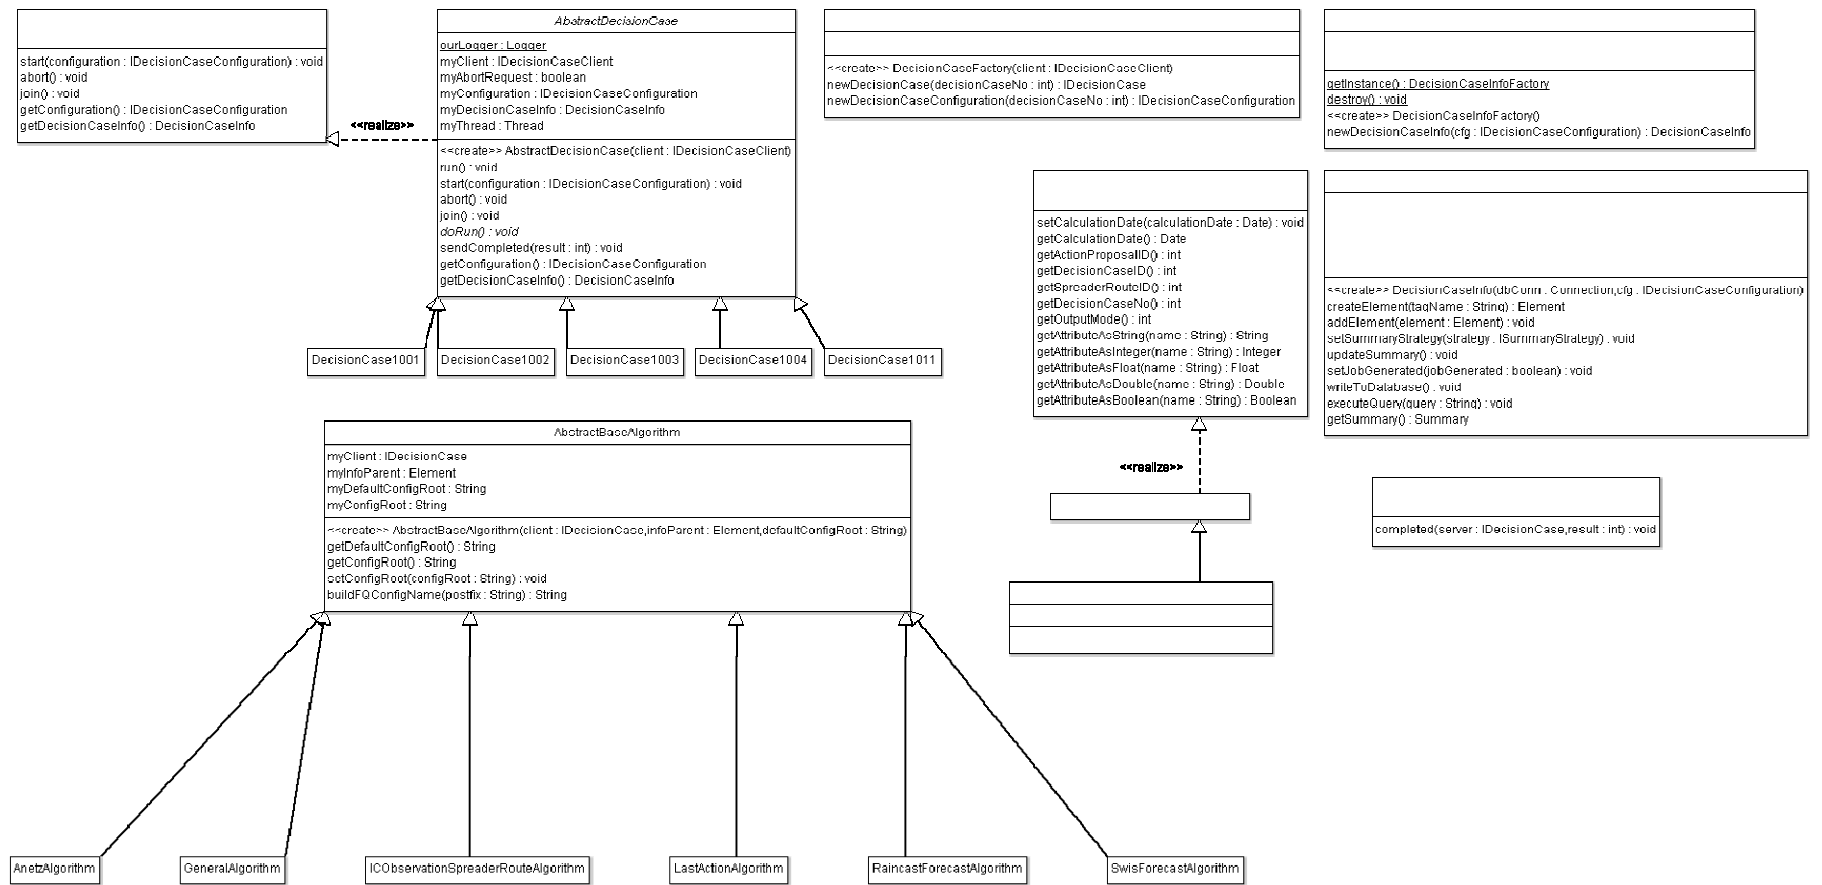 start(configuration : IDecisionCaseConfiguration) : void
abort() : void
join() : void
getConfiguration() : IDecisionCaseConfiguration
getDecisionCaseInfo() : DecisionCaseInfo
<<realize>>
AbstractDecisionCase
ourLogger : Logger
myClient : IDecisionCaseClient
myAbortRequest : boolean
myConfiguration : IDecisionCaseConfiguration
myDecisionCaseInfo : DecisionCaseInfo
myThread : Thread
<<create>> AbstractDecisionCase(client : IDecisionCaseClient)
run() : void
start(configuration : IDecisionCaseConfiguration) : void
abort() : void
join() : void
doRun() : void
sendCompleted(result : int) : void
getConfiguration() : IDecisionCaseConfiguration
getDecisionCaseInfo() : DecisionCaseInfo
<<create>> DecisionCaseFactory(client : IDecisionCaseClient)
newDecisionCase(decisionCaseNo : int) : IDecisionCase
newDecisionCaseConfiguration(decisionCaseNo : int) : IDecisionCaseConfiguration
getInstance() : DecisionCaseInfoFactory
destroy() : void
<<create>> DecisionCaseInfoFactory()
newDecisionCaseInfo(cfg : IDecisionCaseConfiguration) : DecisionCaseInfo
DecisionCase1001
DecisionCase1002
DecisionCase1003
DecisionCase1004
DecisionCase1011
setCalculationDate(calculationDate : Date) : void
getCalculationDate() : Date
getActionProposalID() : int
getDecisionCaseID() : int
getSpreaderRouteID() : int
getDecisionCaseNo() : int
getOutputMode() : int
getAttributeAsString(name : String) : String
getAttributeAsInteger(name : String) : Integer
getAttributeAsFloat(name : String) : Float
getAttributeAsDouble(name : String) : Double
getAttributeAsBoolean(name : String) : Boolean
<<realize>>
<<create>> DecisionCaseInfo(dbConn : Connection,cfg : IDecisionCaseConfiguration)
createElement(tagName : String) : Element
addElement(element : Element) : void
setSummaryStrategy(strategy : ISummaryStrategy) : void
updateSummary() : void
setJobGenerated(jobGenerated : boolean) : void
writeToDatabase() : void
executeQuery(query : String) : void
getSummary() : Summary
completed(server : IDecisionCase,result : int) : void
AbstractBaseAlgorithm
myClient : IDecisionCase
myInfoParent : Element
myDefaultConfigRoot : String
myConfigRoot : String
<<create>> AbstractBaseAlgorithm(client : IDecisionCase,infoParent : Element,defaultConfigRoot : String)
getDefaultConfigRoot() : String
getConfigRoot() : String
setConfigRoot(configRoot : String) : void
buildFQConfigName(postfix : String) : String
AnetzAlgorithm
GeneralAlgorithm
ICObservationSpreaderRouteAlgorithm
LastActionAlgorithm
RaincastForecastAlgorithm
SwisForecastAlgorithm